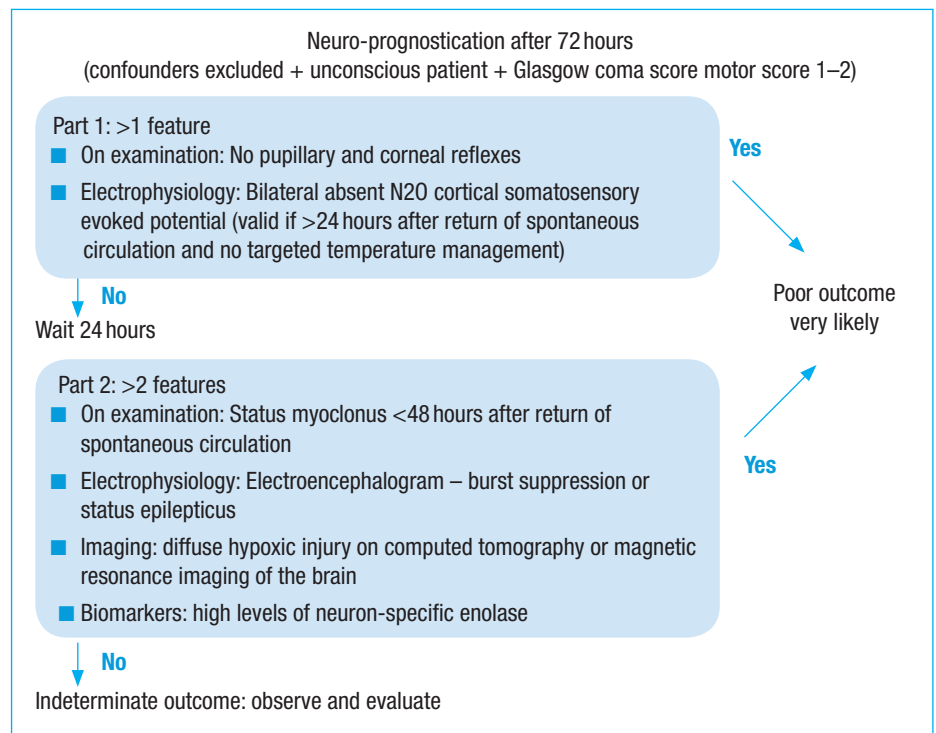 Neuro-prognostication after 72 hours
(confounders excluded + unconscious patient + Glasgow coma score motor score 1–2)
Part 1: >1 feature
■ On examination: No pupillary and corneal reflexes
■ Electrophysiology: Bilateral absent N2O cortical somatosensory
evoked potential (valid if >24 hours after return of spontaneous
circulation and no targeted temperature management)
Yes
No
Wait 24 hours
Poor outcome
very likely
Part 2: >2 features
■ On examination: Status myoclonus <48 hours after return of
spontaneous circulation
■ Electrophysiology: Electroencephalogram – burst suppression or
status epilepticus
■ Imaging: diffuse hypoxic injury on computed tomography or magnetic
resonance imaging of the brain
■ Biomarkers: high levels of neuron-specific enolase
Yes
No
Indeterminate outcome: observe and evaluate